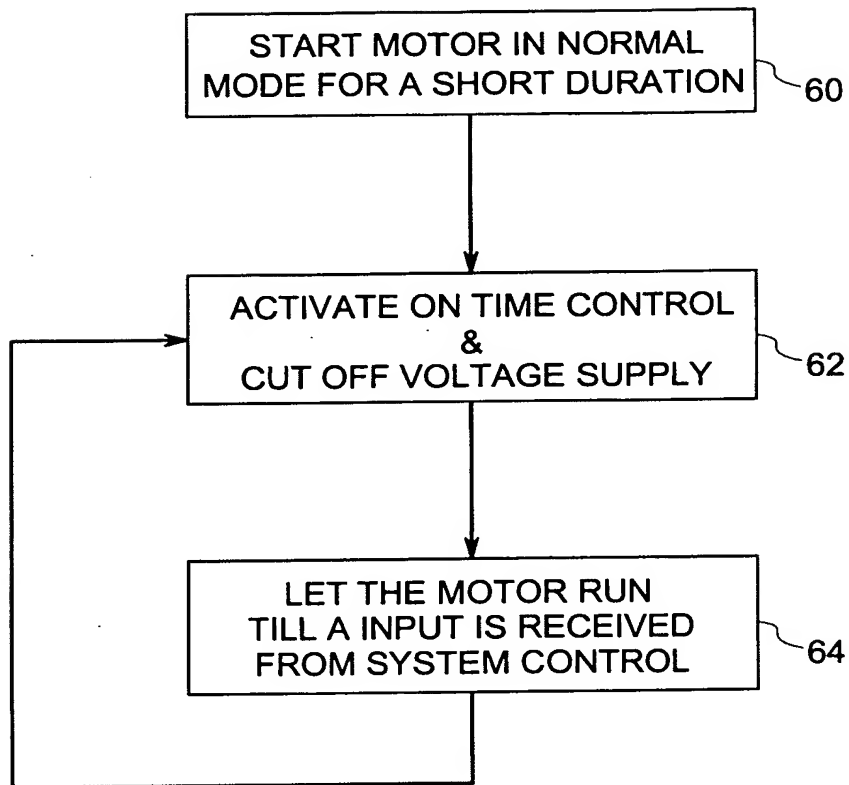 START MOTOR IN NORMAL
MODE FOR A SHORT DURATION
60
ACTIVATE ON TIME CONTROL
&
CUT OFF VOLTAGE SUPPLY
62
LET THE MOTOR RUN
TILL A INPUT IS RECEIVED
FROM SYSTEM CONTROL
64